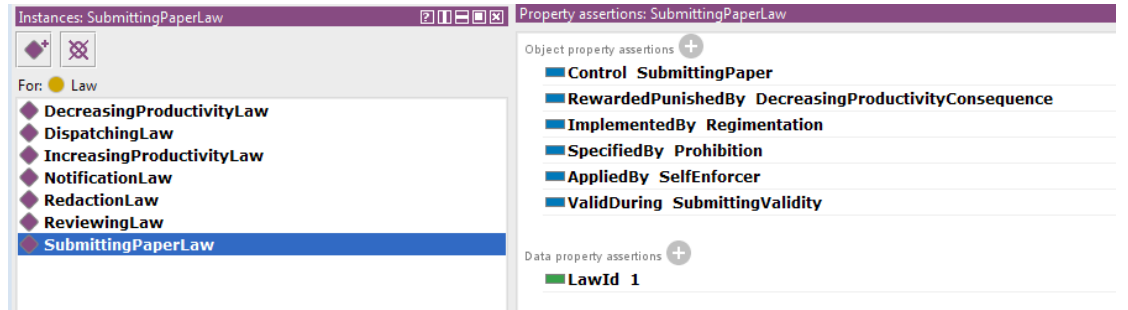 Instances: SubmittingPaperLaw
For: Law
DecreasingProductivityLaw
DispatchingLaw
IncreasingProductivityLaw
NotificationLaw
RedactionLaw
ReviewingLaw
SubmittingPaperLaw
Property assertions: SubmittingPaperLaw
Object property assertions
Control SubmittingPaper
RewardedPunishedBy DecreasingProductivityConsequence
ImplementedBy Regimentation
SpecifiedBy Prohibition
AppliedBy SelfEnforcer
ValidDuring SubmittingValidity
Data property assertions
LawId 1